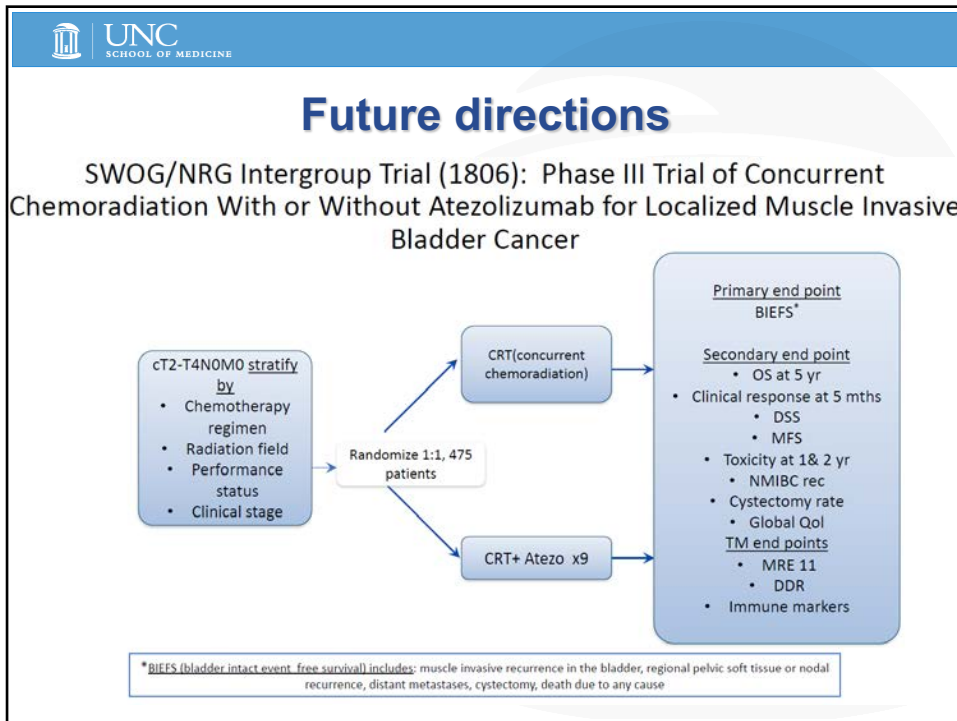 UNC
SCHOOL OF MEDICINE
Future directions
SWOG/NRG Intergroup Trial (1806): Phase III Trial of Concurrent
Chemoradiation With or Without Atezolizumab for Localized Muscle Invasive
Bladder Cancer
cT2-T4N0M0 stratify
by
• Chemotherapy
regimen
• Radiation field
• Performance
status
• Clinical stage
Randomize 1:1, 475
patients
CRT(concurrent
chemoradiation)
CRT+ Atezo x9
Primary end point
BIEFS*
Secondary end point
• OS at 5 yr
• Clinical response at 5 mths
• DSS
• MFS
• Toxicity at 1& 2 yr
• NMIBC rec
• Cystectomy rate
• Global Qol
TM end points
• MRE 11
• DDR
• Immune markers
*BIEFS (bladder intact event free survival) includes: muscle invasive recurrence in the bladder, regional pelvic soft tissue or nodal
recurrence, distant metastases, cystectomy, death due to any cause